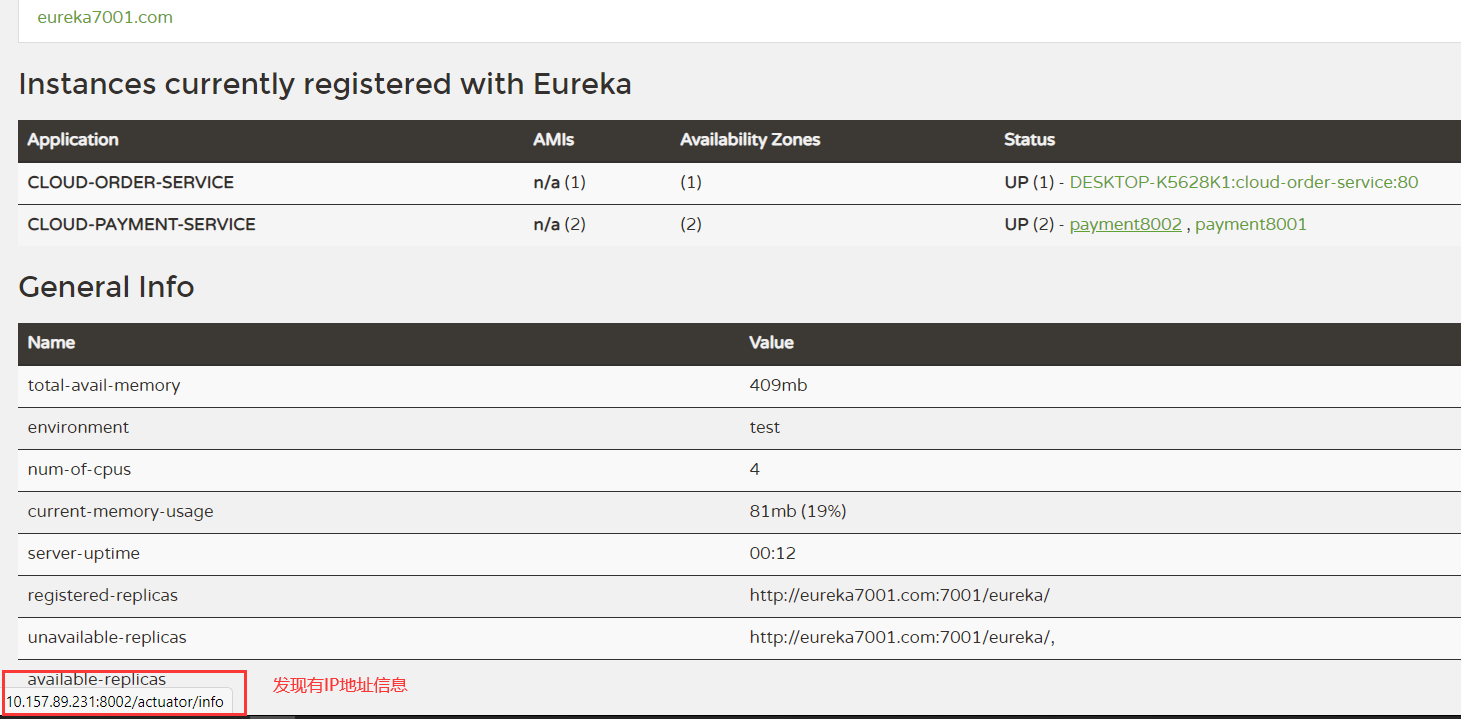 eureka7001.com
Instances currently registered with Eureka
Application AMIs Availability Zones Status
CLOUD-ORDER-SERVICE n/a (1) (1) UP (1) - DESKTOP-K5628K1:cloud-order-service:80
CLOUD-PAYMENT-SERVICE n/a (2) (2) UP (2) - payment8002 , payment8001
General Info
Name Value
total-avail-memory 409mb
environment test
num-of-cpus 4
current-memory-usage 81mb (19%)
server-uptime 00:12
registered-replicas http://eureka7001.com:7001/eureka/
unavailable-replicas http://eureka7001.com:7001/eureka/,
available-replicas
发现有IP地址信息
10.157.89.231:8002/actuator/info